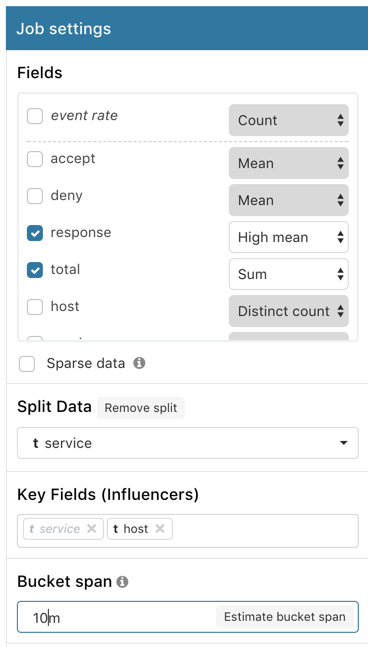 Job settings
Fields
event rate Count
accept Mean
deny Mean
response High mean
total Sum
host Distinct count
Sparse data
Split Data Remove split
t service
Key Fields (Influencers)
t service t host
Bucket span
10m Estimate bucket span